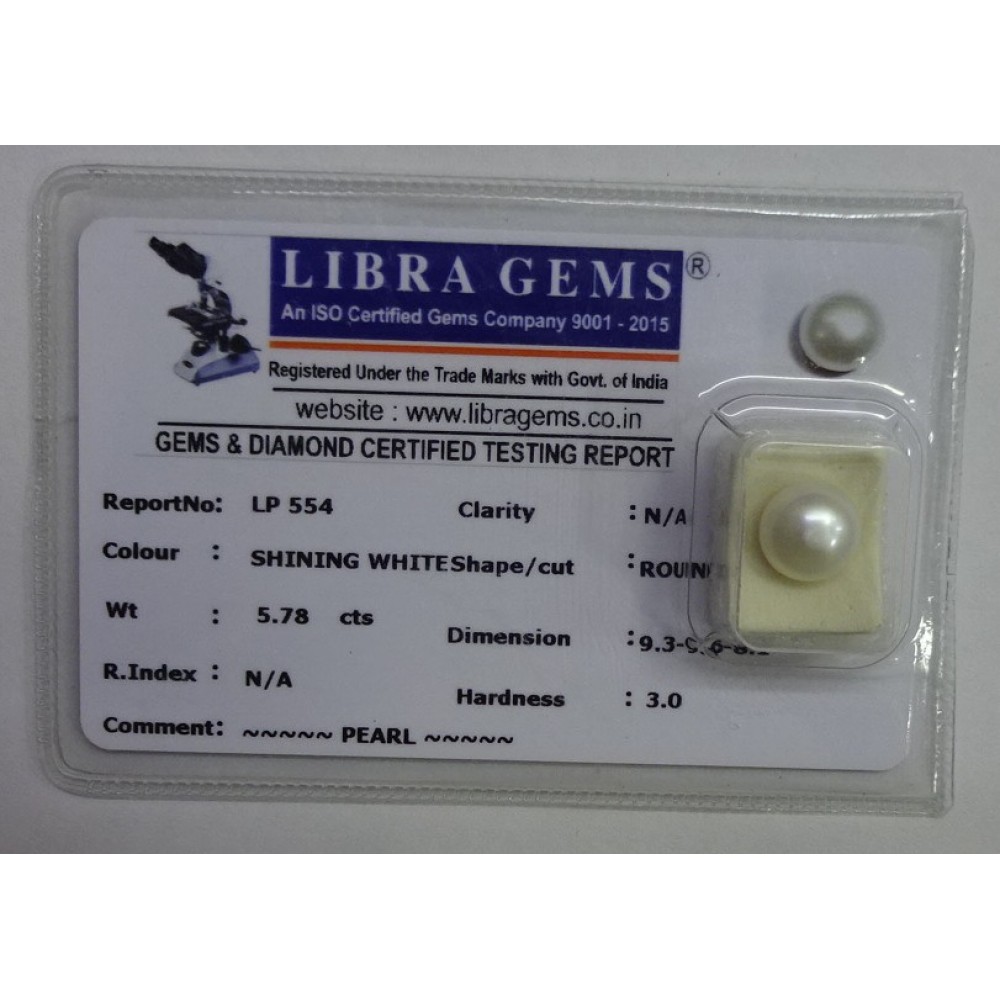 LIBRA GEMS ®
An ISO Certified Gems Company 9001 - 2015
Registered Under the Trade Marks with Govt. of India
website : www.libragems.co.in
GEMS & DIAMOND CERTIFIED TESTING REPORT
ReportNo: LP 554 Clarity : N/A
Colour : SHINING WHITE Shape/cut :
Wt : 5.78 cts Dimension :
R.Index : N/A Hardness : 3.0
Comment: ~~~~~ PEARL ~~~~~